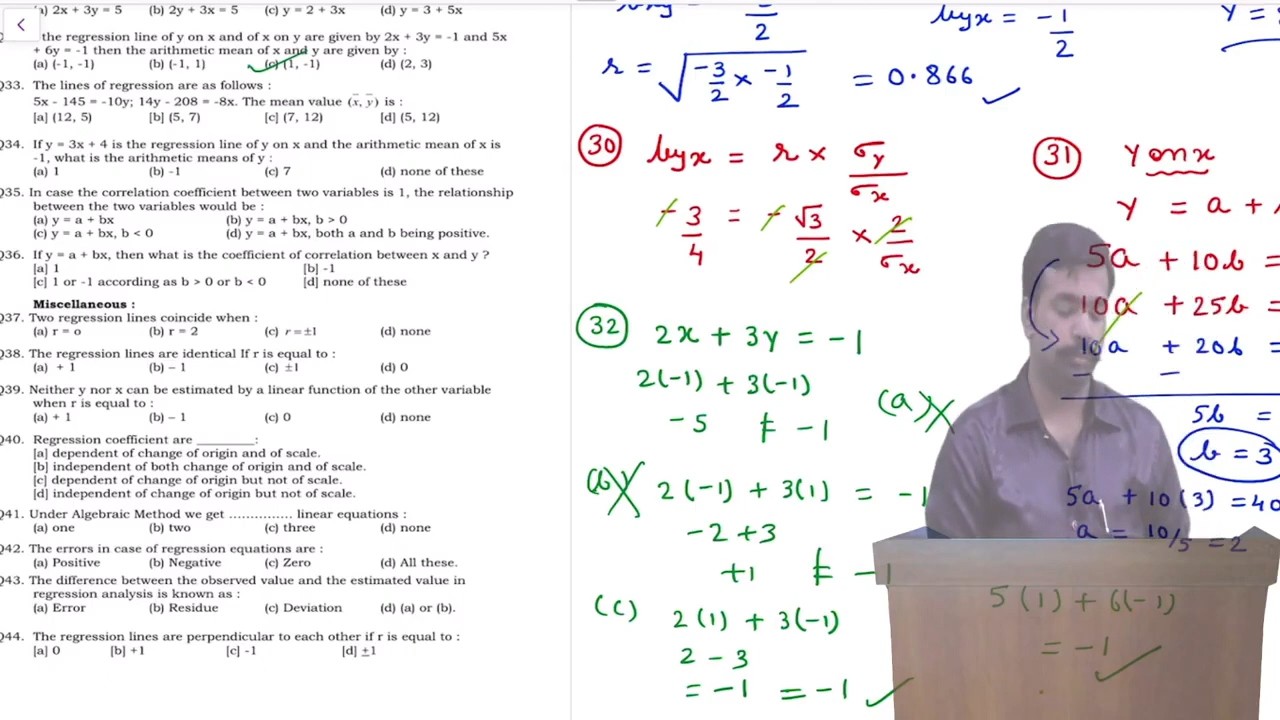 a) 2x + 3y = 5 (b) 2y + 3x = 5 (c) y = 2 + 3x (d) y = 3 + 5x
the regression line of y on x and of x on y are given by 2x + 3y = -1 and 5x
+ 6y = -1 then the arithmetic mean of x and y are given by :
(a) (-1, -1) (b) (-1, 1) (c) (1, -1) (d) (2, 3)
Q33. The lines of regression are as follows :
5x - 145 = -10y; 14y - 208 = -8x. The mean value (x̄, ȳ) is :
[a] (12, 5) [b] (5, 7) [c] (7, 12) [d] (5, 12)
Q34. If y = 3x + 4 is the regression line of y on x and the arithmetic mean of x is
-1, what is the arithmetic means of y :
(a) 1 (b) -1 (c) 7 (d) none of these
Q35. In case the correlation coefficient between two variables is 1, the relationship
between the two variables would be :
(a) y = a + bx (b) y = a + bx, b > 0
(c) y = a + bx, b < 0 (d) y = a + bx, both a and b being positive.
Q36. If y = a + bx, then what is the coefficient of correlation between x and y ?
[a] 1 [b] -1
[c] 1 or -1 according as b > 0 or b < 0 [d] none of these
Miscellaneous :
Q37. Two regression lines coincide when :
(a) r = o (b) r = 2 (c) r = ±1 (d) none
Q38. The regression lines are identical If r is equal to :
(a) + 1 (b) – 1 (c) ±1 (d) 0
Q39. Neither y nor x can be estimated by a linear function of the other variable
when r is equal to :
(a) + 1 (b) – 1 (c) 0 (d) none
Q40. Regression coefficient are ________:
[a] dependent of change of origin and of scale.
[b] independent of both change of origin and of scale.
[c] dependent of change of origin but not of scale.
[d] independent of change of origin but not of scale.
Q41. Under Algebraic Method we get .............. linear equations :
(a) one (b) two (c) three (d) none
Q42. The errors in case of regression equations are :
(a) Positive (b) Negative (c) Zero (d) All these.
Q43. The difference between the observed value and the estimated value in
regression analysis is known as :
(a) Error (b) Residue (c) Deviation (d) (a) or (b).
Q44. The regression lines are perpendicular to each other if r is equal to :
[a] 0 [b] +1 [c] -1 [d] ±1
2
byx = -1/2
r = √(-3/2 × -1/2) = 0.866
30 byx = r × σy/σx
-3/4 = -√3/2 × 2/σx
32 2x + 3y = -1
2(-1) + 3(-1)
-5 ≠ -1
(a)
(b) 2(-1) + 3(1) = -1
-2 + 3
+1 ≠ -1
(c) 2(1) + 3(-1)
2 - 3
= -1 = -1
31 Y on x
Y = a +
5a + 10b =
10a + 25b =
10a + 20b =
- -
5b =
b = 3
5a + 10(3) = 40
a = 10/5 = 2
5(1) + 6(-1)
= -1